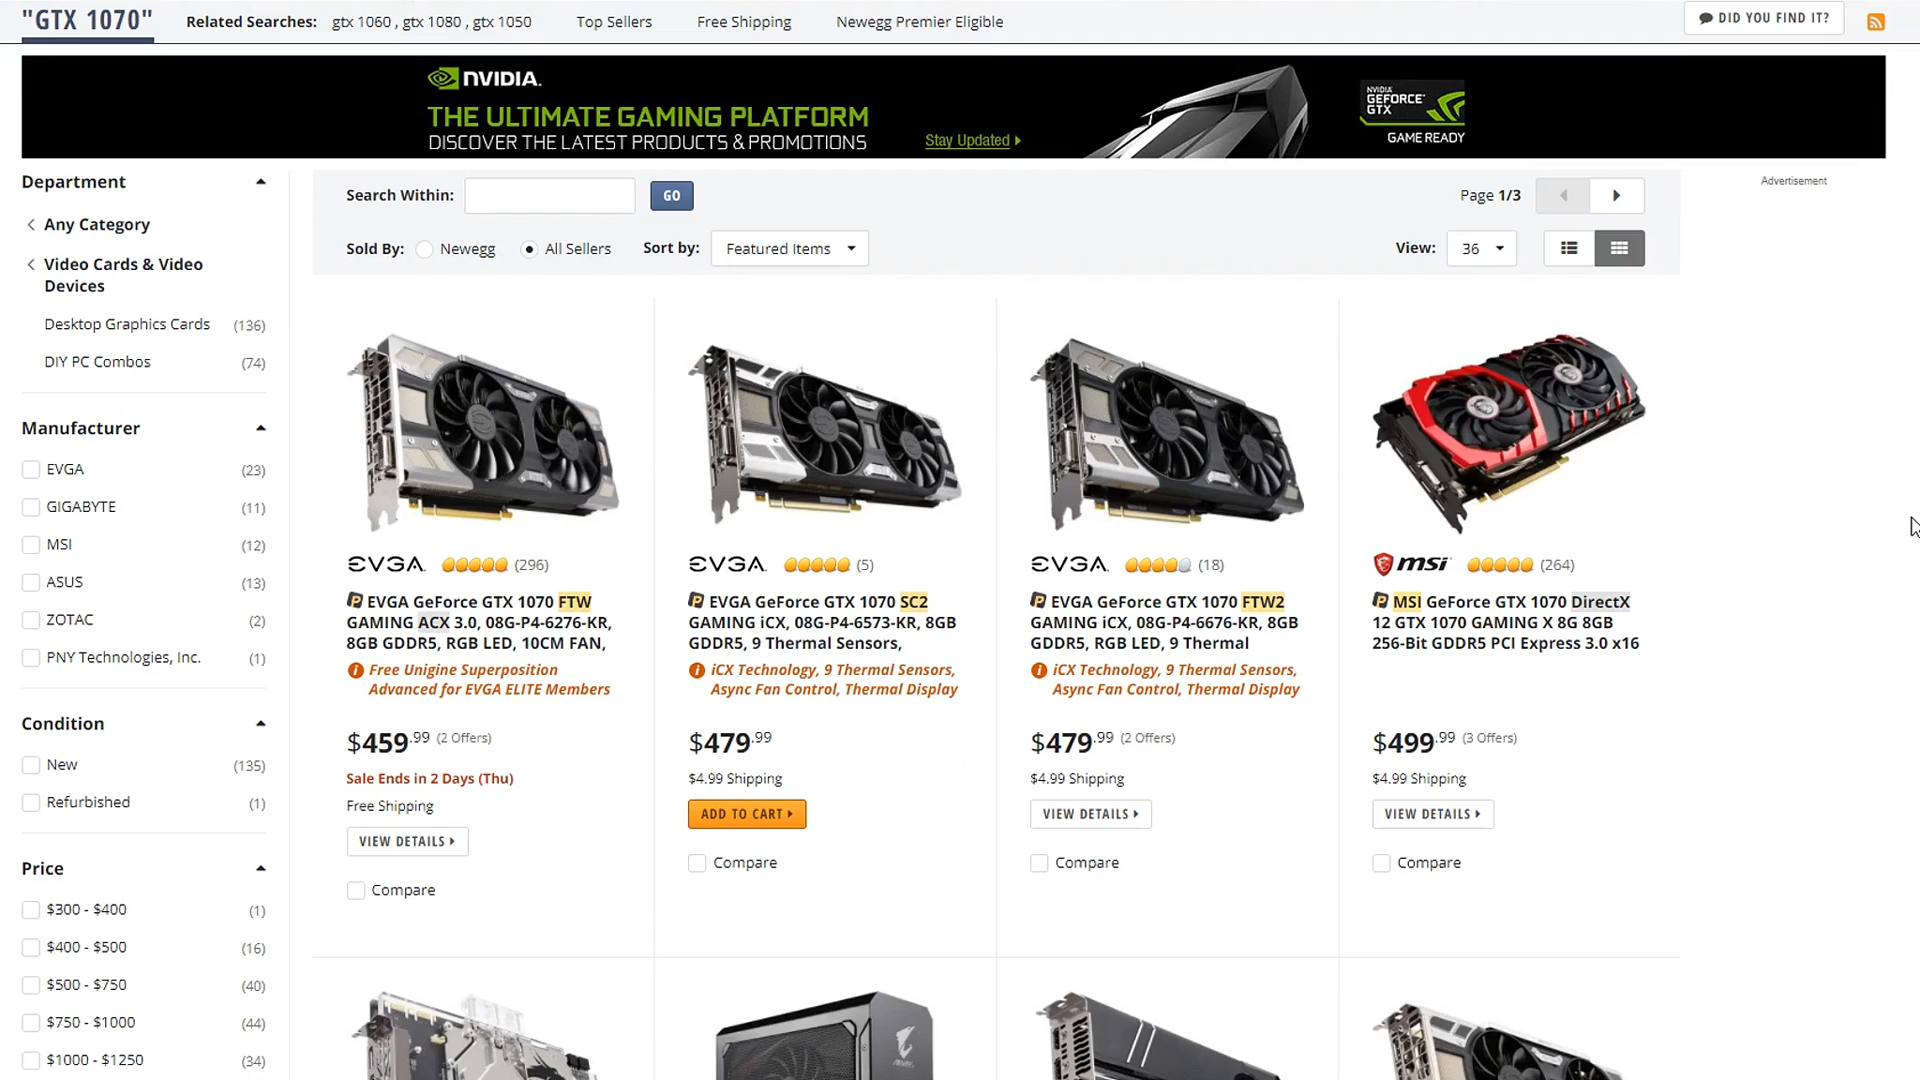 "GTX 1070"
Related Searches: gtx 1060 , gtx 1080 , gtx 1050
Top Sellers
Free Shipping
Newegg Premier Eligible
DID YOU FIND IT?
NVIDIA.
THE ULTIMATE GAMING PLATFORM
DISCOVER THE LATEST PRODUCTS & PROMOTIONS
Stay Updated
NVIDIA
GEFORCE
GTX
GAME READY
Advertisement
Department
Any Category
Video Cards & Video
Devices
Desktop Graphics Cards (136)
DIY PC Combos (74)
Manufacturer
EVGA (23)
GIGABYTE (11)
MSI (12)
ASUS (13)
ZOTAC (2)
PNY Technologies, Inc. (1)
Condition
New (135)
Refurbished (1)
Price
$300 - $400 (1)
$400 - $500 (16)
$500 - $750 (40)
$750 - $1000 (44)
$1000 - $1250 (34)
Search Within: GO
Page 1/3
Sold By: Newegg All Sellers Sort by: Featured Items
View: 36
EVGA. (296)
EVGA GeForce GTX 1070 FTW
GAMING ACX 3.0, 08G-P4-6276-KR,
8GB GDDR5, RGB LED, 10CM FAN,
Free Unigine Superposition
Advanced for EVGA ELITE Members
$459.99 (2 Offers)
Sale Ends in 2 Days (Thu)
Free Shipping
VIEW DETAILS
Compare
EVGA. (5)
EVGA GeForce GTX 1070 SC2
GAMING iCX, 08G-P4-6573-KR, 8GB
GDDR5, 9 Thermal Sensors,
iCX Technology, 9 Thermal Sensors,
Async Fan Control, Thermal Display
$479.99
$4.99 Shipping
ADD TO CART
Compare
EVGA. (18)
EVGA GeForce GTX 1070 FTW2
GAMING iCX, 08G-P4-6676-KR, 8GB
GDDR5, RGB LED, 9 Thermal
iCX Technology, 9 Thermal Sensors,
Async Fan Control, Thermal Display
$479.99 (2 Offers)
$4.99 Shipping
VIEW DETAILS
Compare
msi (264)
MSI GeForce GTX 1070 DirectX
12 GTX 1070 GAMING X 8G 8GB
256-Bit GDDR5 PCI Express 3.0 x16
$499.99 (3 Offers)
$4.99 Shipping
VIEW DETAILS
Compare